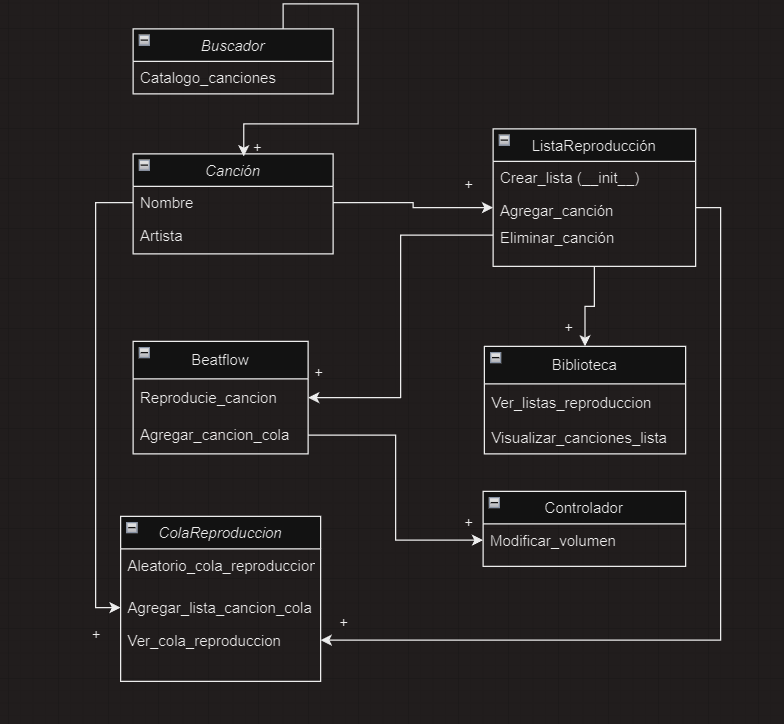 Buscador
Catalogo_canciones
+
Canción
Nombre
Artista
+
ListaReproducción
Crear_lista (__init__)
Agregar_canción
Eliminar_canción
+
Beatflow
Reproducie_cancion
Agregar_cancion_cola
+
Biblioteca
Ver_listas_reproduccion
Visualizar_canciones_lista
+
Controlador
Modificar_volumen
ColaReproduccion
Aleatorio_cola_reproduccion
Agregar_lista_cancion_cola
Ver_cola_reproduccion
+
+